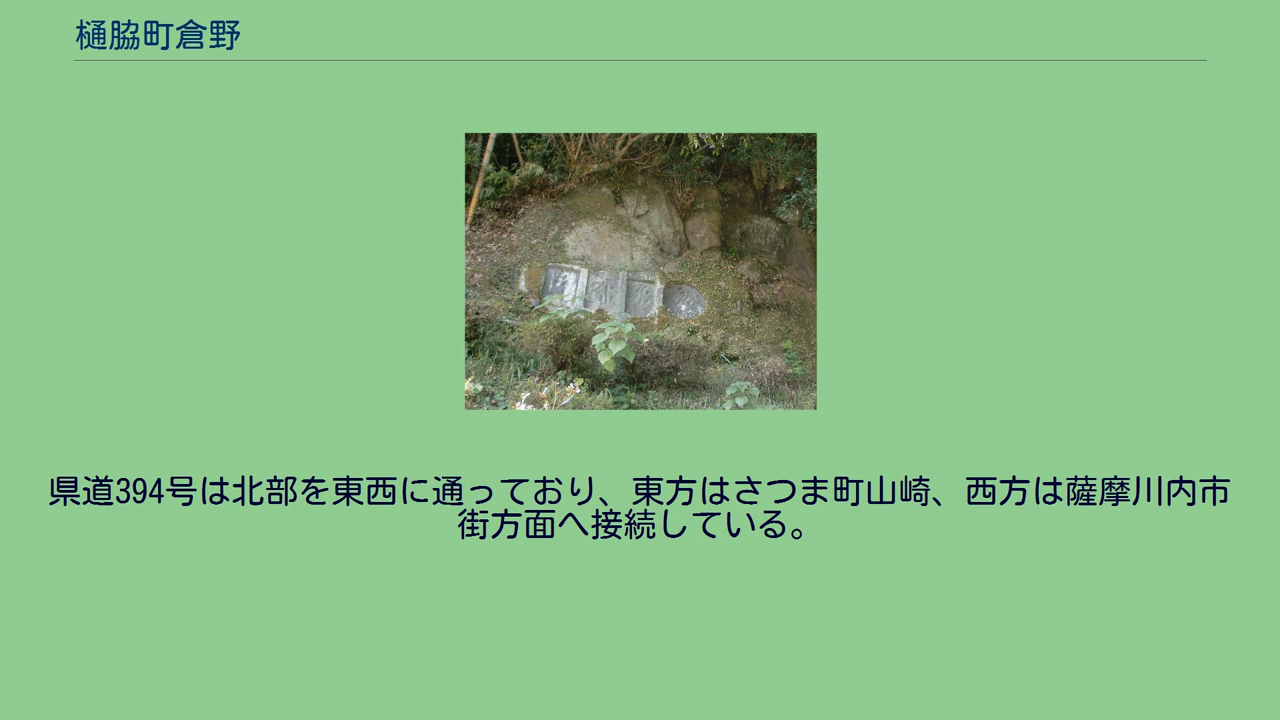 樋脇町倉野
県道394号は北部を東西に通っており、東方はさつま町山崎、西方は薩摩川内市
街方面へ接続している。